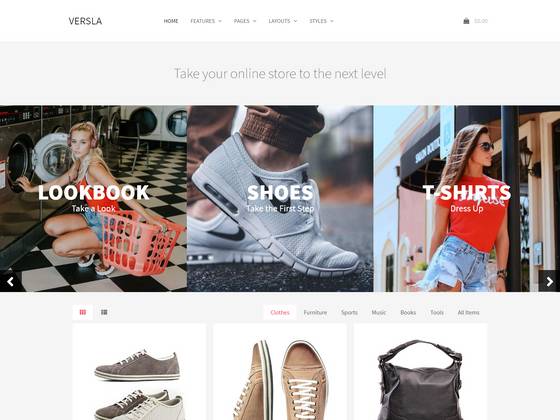 VERSLA
HOME FEATURES PAGES LAYOUTS STYLES £0.00
Take your online store to the next level
LOOKBOOK
Take a Look
SHOES
Take the First Step
T-SHIRTS
Dress Up
Clothes Furniture Sports Music Books Tools All Items